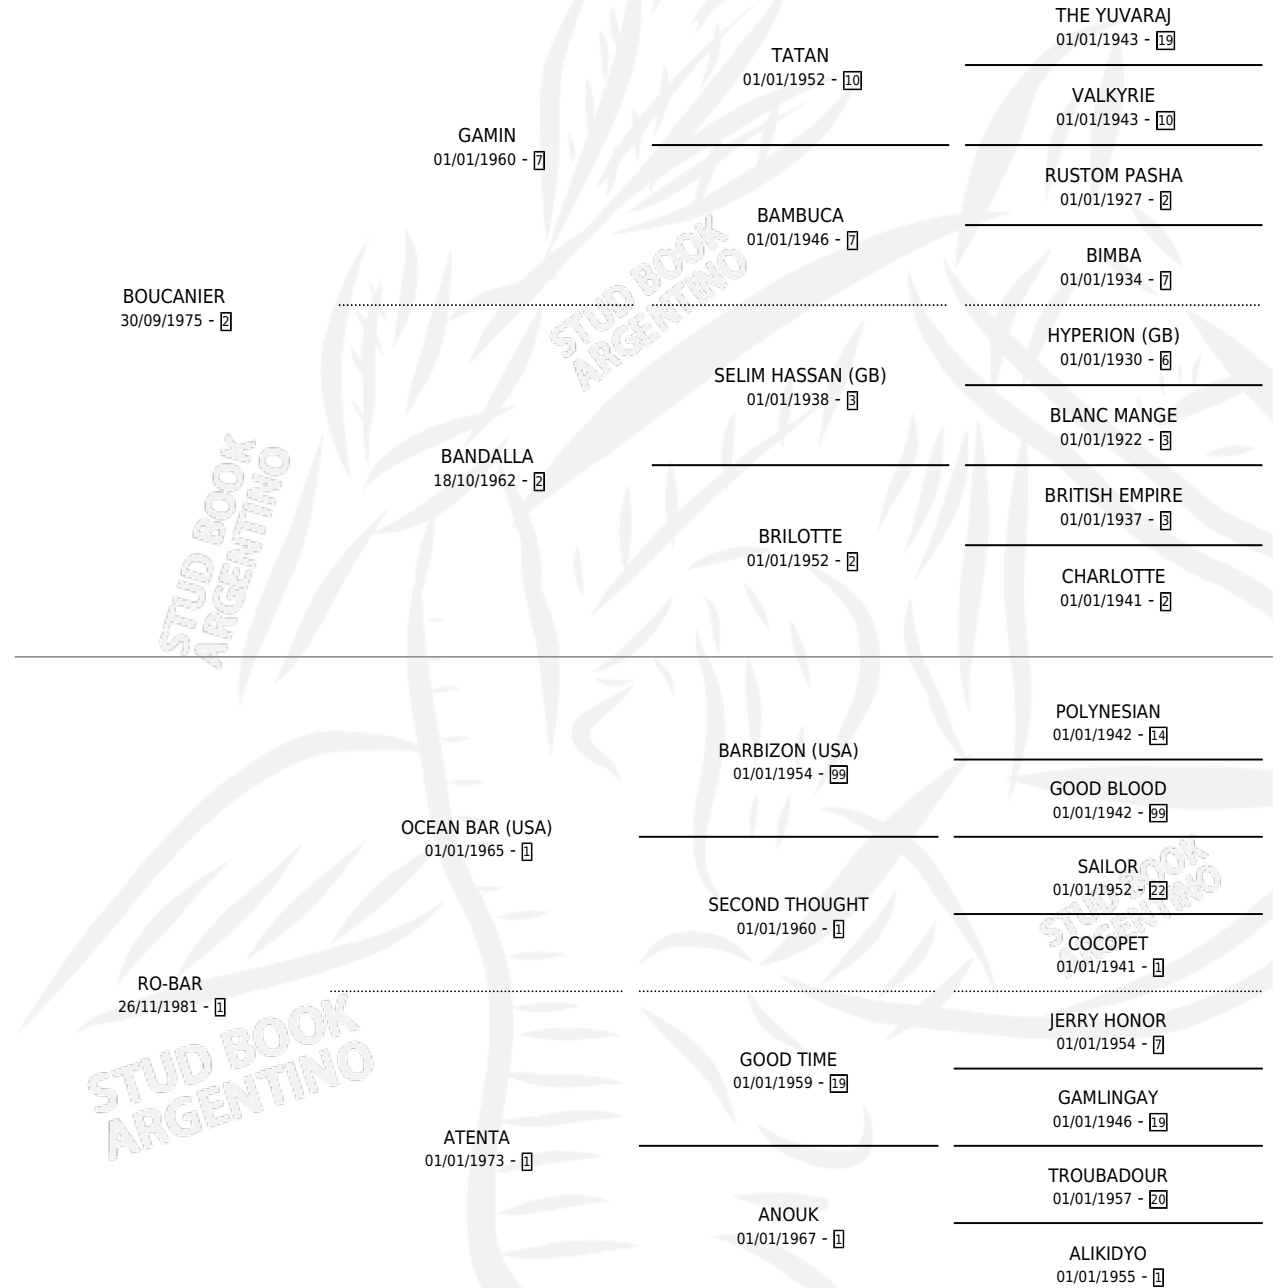 THE YUVARAJ
01/01/1943 - 19
TATAN
01/01/1952 - 10
VALKYRIE
01/01/1943 - 10
GAMIN
01/01/1960 - 7
RUSTOM PASHA
01/01/1927 - 2
BAMBUCA
01/01/1946 - 7
BIMBA
01/01/1934 - 7
BOUCANIER
30/09/1975 - 2
HYPERION (GB)
01/01/1930 - 6
SELIM HASSAN (GB)
01/01/1938 - 3
BLANC MANGE
01/01/1922 - 3
BANDALLA
18/10/1962 - 2
BRITISH EMPIRE
01/01/1937 - 3
BRILOTTE
01/01/1952 - 2
CHARLOTTE
01/01/1941 - 2
POLYNESIAN
01/01/1942 - 14
BARBIZON (USA)
01/01/1954 - 99
GOOD BLOOD
01/01/1942 - 99
OCEAN BAR (USA)
01/01/1965 - 1
SAILOR
01/01/1952 - 22
SECOND THOUGHT
01/01/1960 - 1
COCOPET
01/01/1941 - 1
RO-BAR
26/11/1981 - 1
JERRY HONOR
01/01/1954 - 7
GOOD TIME
01/01/1959 - 19
GAMLINGAY
01/01/1946 - 19
ATENTA
01/01/1973 - 1
TROUBADOUR
01/01/1957 - 20
ANOUK
01/01/1967 - 1
ALIKIDYO
01/01/1955 - 1
STUD BOOK
ARGENTINO
STUD BOOK
ARGENTINO
STUD BOOK
ARGENTINO
STUD BOOK
ARGENTINO